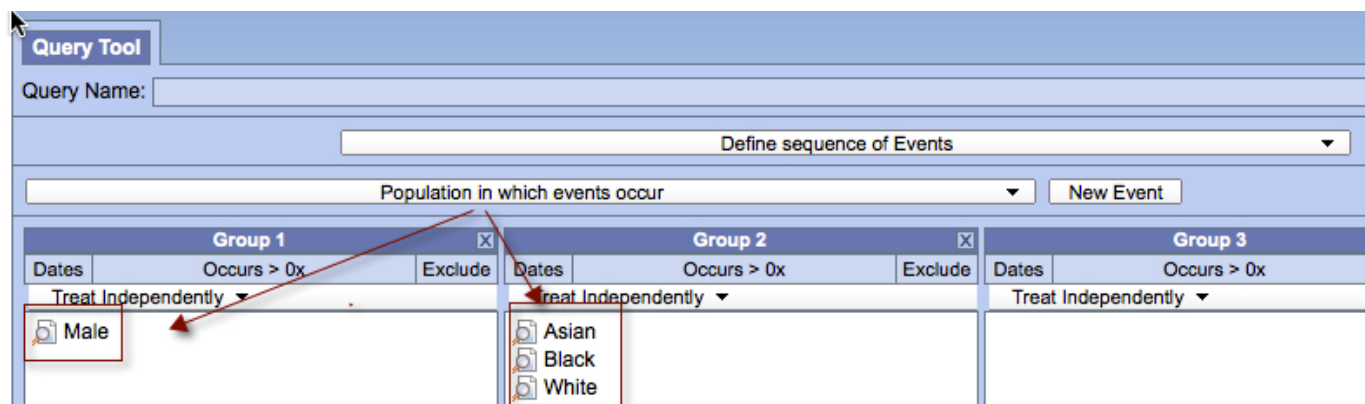 Query Tool
Query Name:
Define sequence of Events
Population in which events occur New Event
Group 1 X Group 2 X Group 3
Dates Occurs > 0x Exclude Dates Occurs > 0x Exclude Dates Occurs > 0x
Treat Independently Treat Independently Treat Independently
Male Asian
Black
White